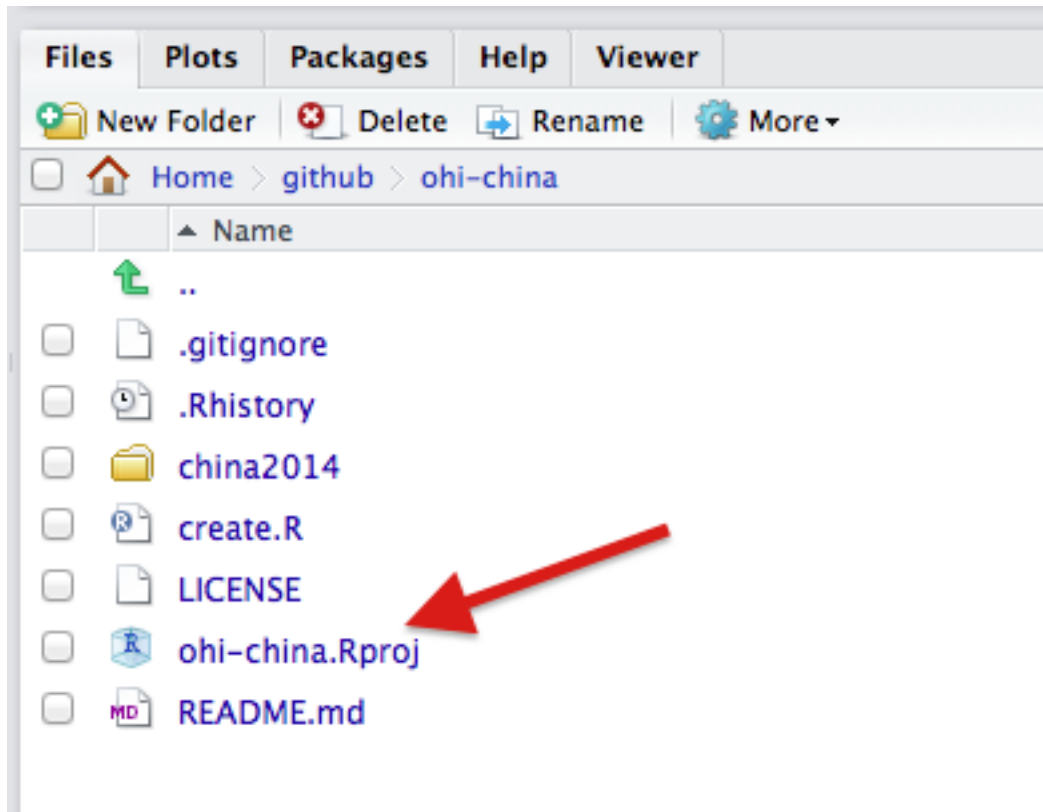 Files Plots Packages Help Viewer
New Folder Delete Rename More
Home github ohi-china
Name
..
.gitignore
.Rhistory
china2014
R create.R
LICENSE
R ohi-china.Rproj
MD README.md